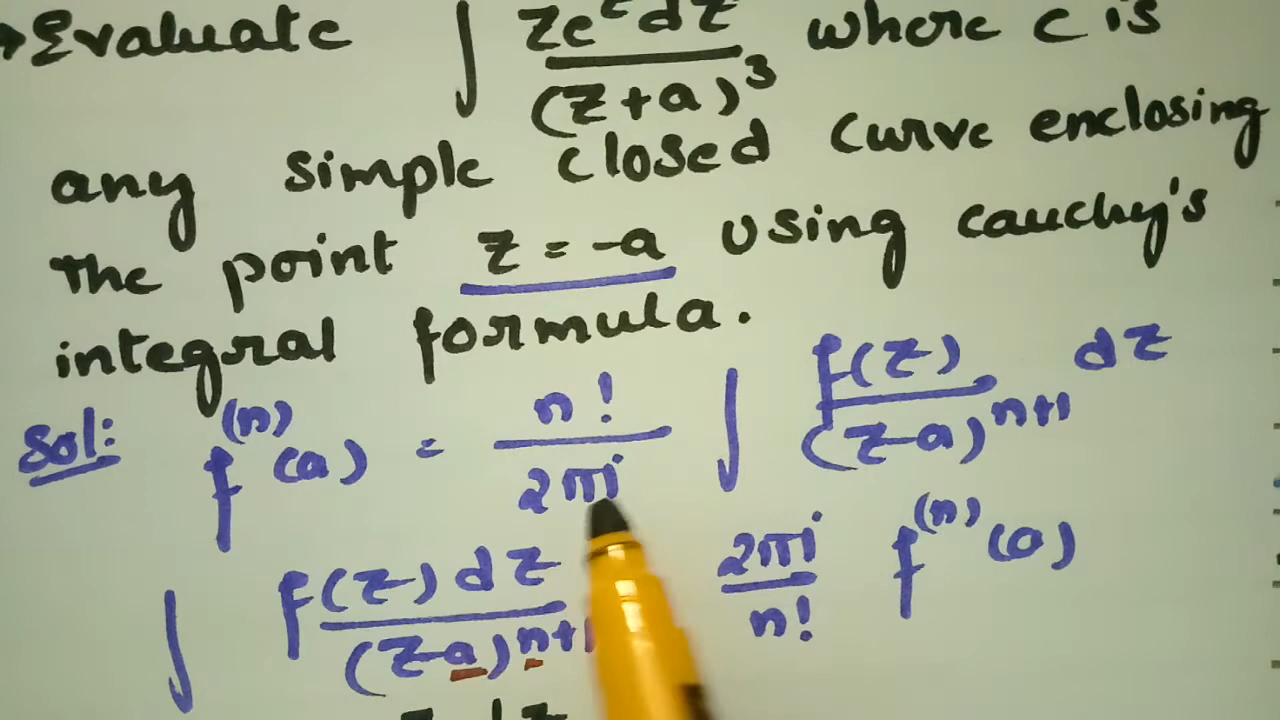 →Evaluate ∫ ze^z dz / (z+a)^3 where c is
any simple closed curve enclosing
The point z = -a using cauchy's
integral formula.
Sol: f^(n) (a) = n! / 2πi ∫ f(z) / (z-a)^n+1 dz
∫ f(z) dz / (z-a)^n+1 2πi / n! f^(n) (a)